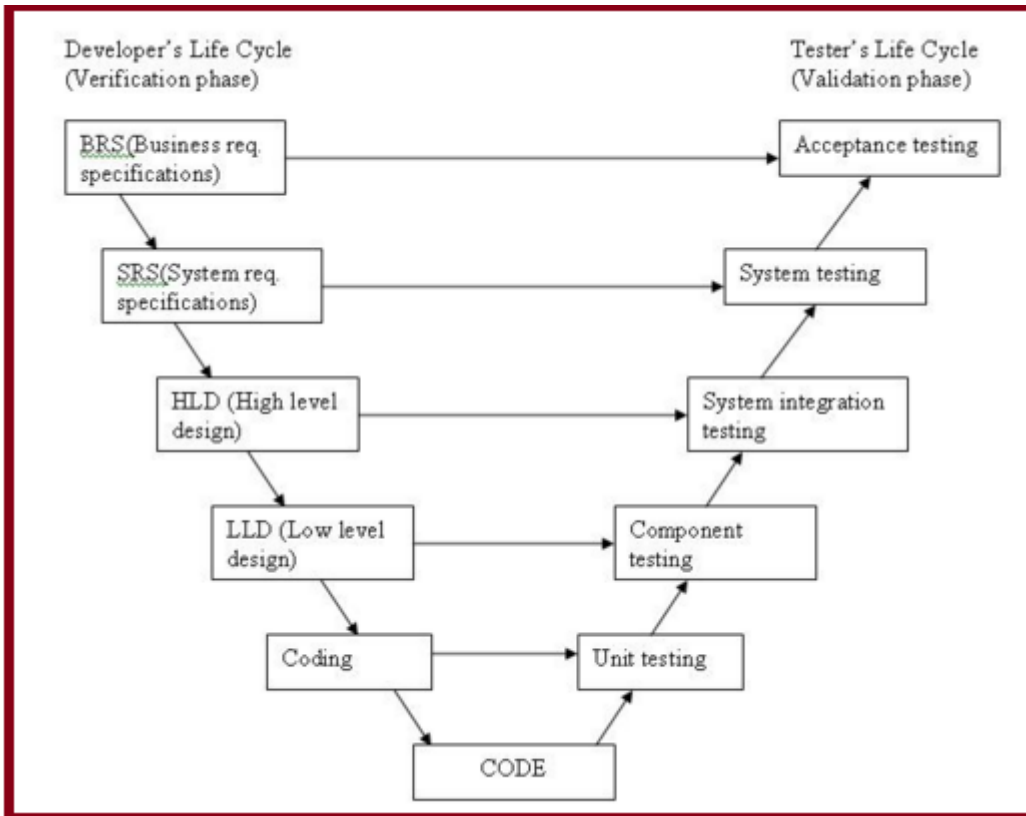 Developer's Life Cycle
(Verification phase)
Tester's Life Cycle
(Validation phase)
BRS(Business req.
specifications)
Acceptance testing
SRS(System req.
specifications)
System testing
HLD (High level
design)
System integration
testing
LLD (Low level
design)
Component
testing
Coding
Unit testing
CODE